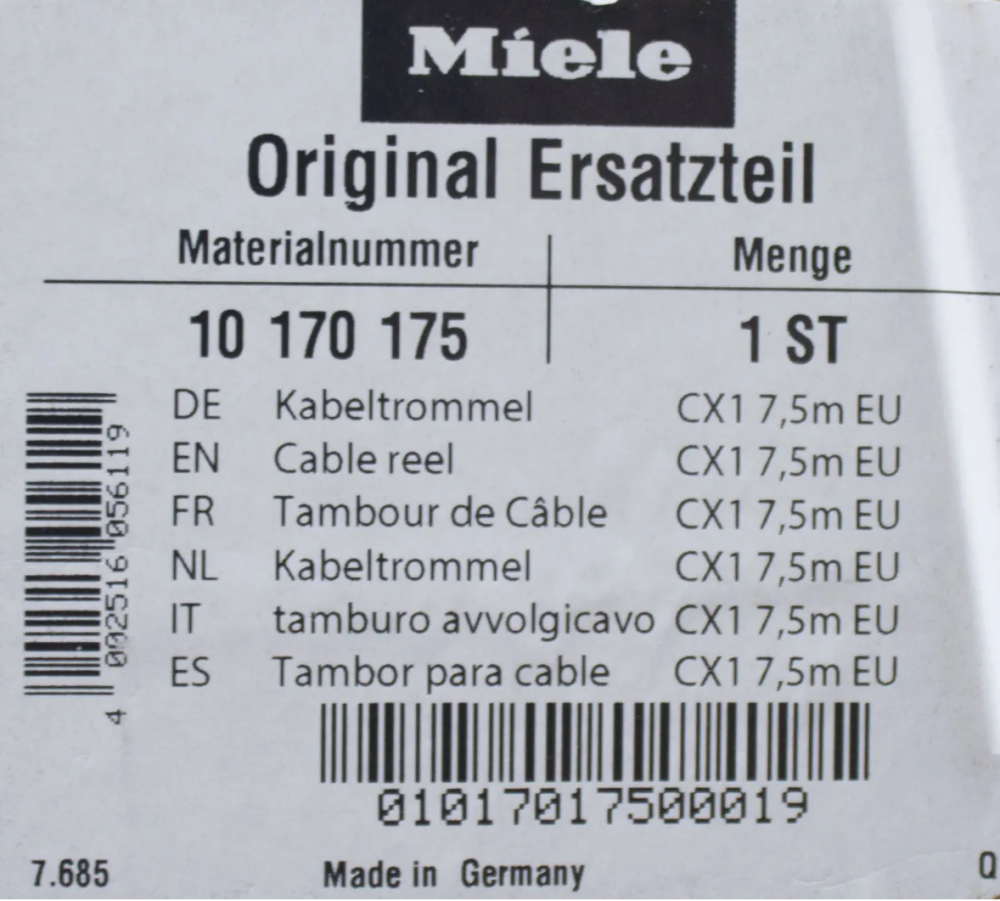 Miele
Original Ersatzteil
Materialnummer Menge
10 170 175 1 ST
DE Kabeltrommel CX1 7,5m EU
EN Cable reel CX1 7,5m EU
FR Tambour de Câble CX1 7,5m EU
NL Kabeltrommel CX1 7,5m EU
IT tamburo avvolgicavo CX1 7,5m EU
ES Tambor para cable CX1 7,5m EU
4 002516 056119
01017017500019
7.685 Made in Germany Q